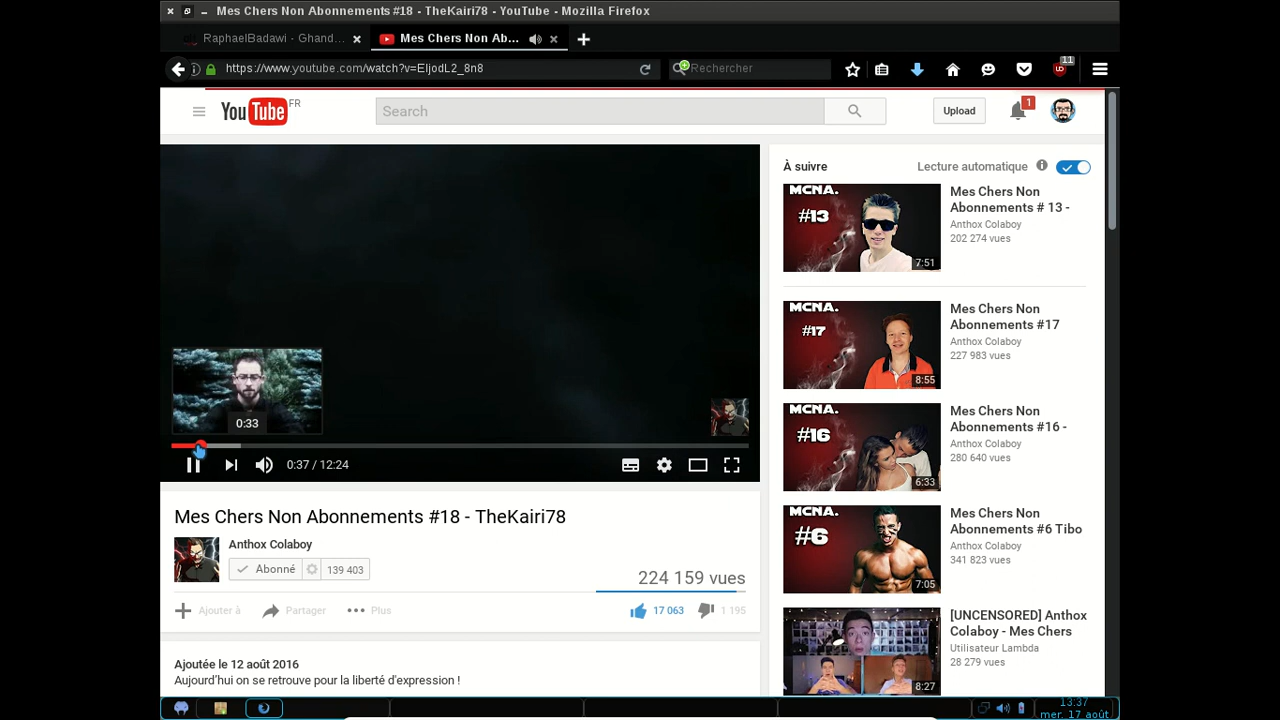 Mes Chers Non Abonnements #18 - TheKairi78 - YouTube - Mozilla Firefox
RaphaelBadawi - Ghand...
Mes Chers Non Ab...
https://www.youtube.com/watch?v=EIjodL2_8n8
Rechercher
11
YouTube FR
Search
Upload
1
À suivre
Lecture automatique
MCNA.
#13
7:51
Mes Chers Non
Abonnements # 13 -
Anthox Colaboy
202 274 vues
MCNA.
#17
8:55
Mes Chers Non
Abonnements #17
Anthox Colaboy
227 983 vues
MCNA.
#16
6:33
Mes Chers Non
Abonnements #16 -
Anthox Colaboy
280 640 vues
MCNA.
#6
7:05
Mes Chers Non
Abonnements #6 Tibo
Anthox Colaboy
341 823 vues
8:27
[UNCENSORED] Anthox
Colaboy - Mes Chers
Utilisateur Lambda
28 279 vues
0:33
0:37 / 12:24
Mes Chers Non Abonnements #18 - TheKairi78
Anthox Colaboy
Abonné
139 403
224 159 vues
Ajouter à
Partager
Plus
17 063
1 195
Ajoutée le 12 août 2016
Aujourd'hui on se retrouve pour la liberté d'expression !
13:37
mer. 17 août